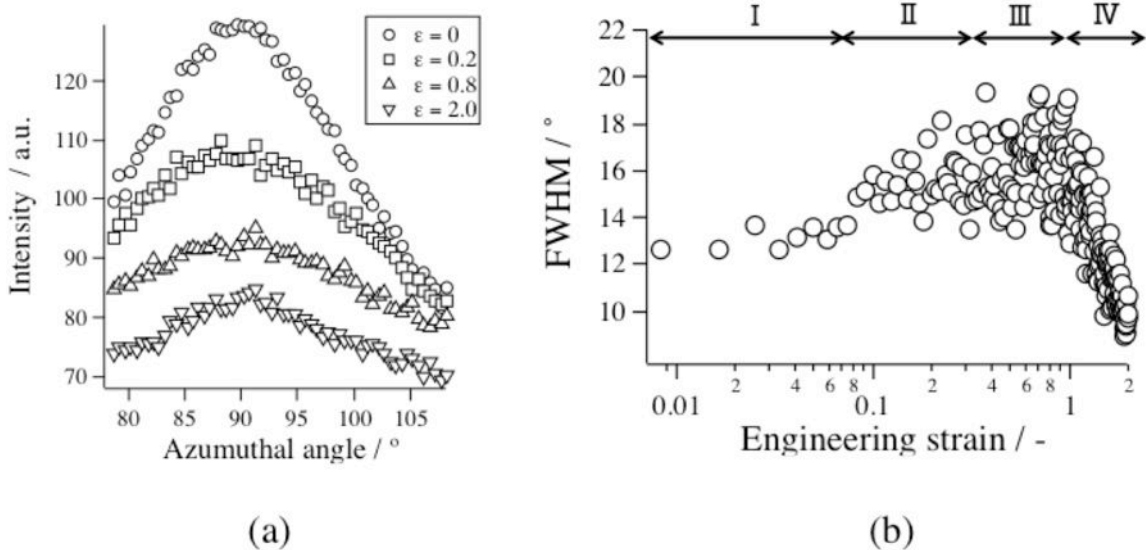 ε = 0
ε = 0.2
ε = 0.8
ε = 2.0
120
110
100
90
80
70
Intensity / a.u.
80 85 90 95 100 105
Azumuthal angle / °
(a)
I II III IV
22
20
18
16
14
12
10
FWHM / °
2 4 6 8 2 4 6 8 2
0.01 0.1 1
Engineering strain / -
(b)